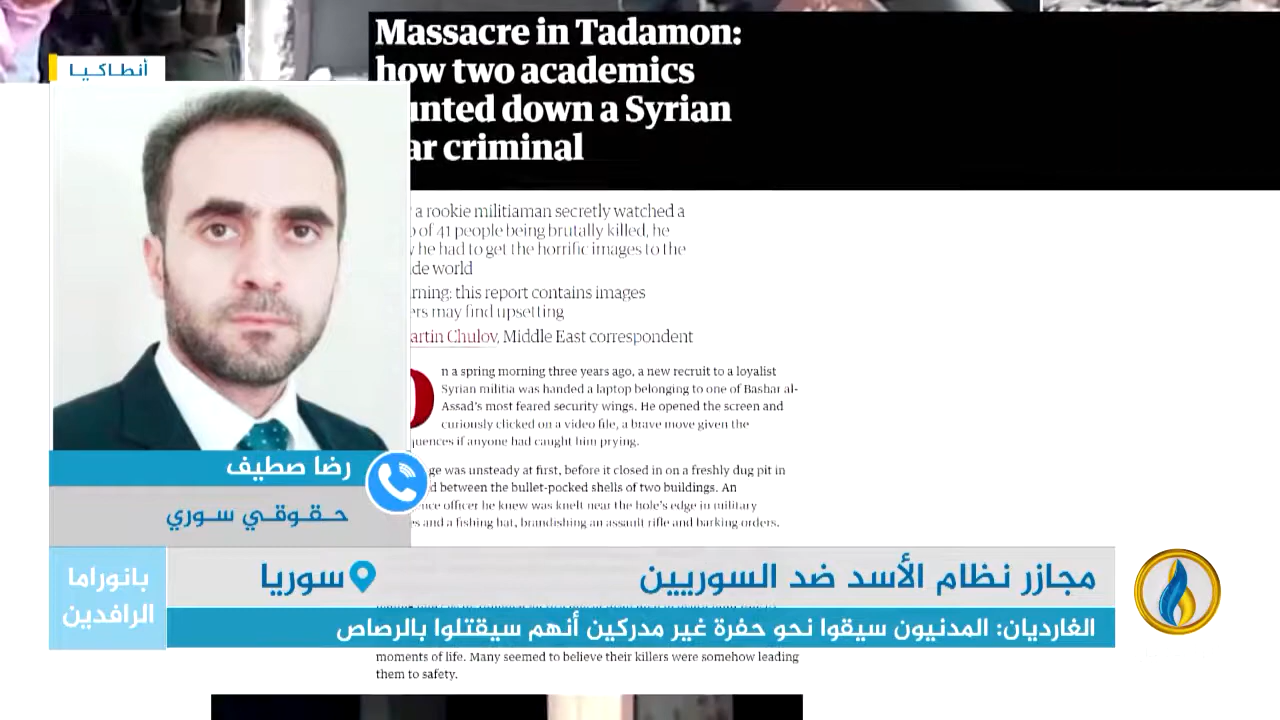 Massacre in Tadamon:
how two academics
unted down a Syrian
ar criminal
a rookie militiaman secretly watched a
of 41 people being brutally killed, he
he had to get the horrific images to the
de world
rning: this report contains images
ers may find upsetting
artin Chulov, Middle East correspondent
n a spring morning three years ago, a new recruit to a loyalist
Syrian militia was handed a laptop belonging to one of Bashar al-
Assad's most feared security wings. He opened the screen and
curiously clicked on a video file, a brave move given the
quences if anyone had caught him prying.
ge was unsteady at first, before it closed in on a freshly dug pit in
d between the bullet-pocked shells of two buildings. An
nce officer he knew was knelt near the hole's edge in military
es and a fishing hat, brandishing an assault rifle and barking orders.
أنطاكيا
رضا صطيف
حقوقي سوري
مجازر نظام الأسد ضد السوريين
سوريا
بانوراما
الرافدين
الغارديان: المدنيون سيقوا نحو حفرة غير مدركين أنهم سيقتلوا بالرصاص
moments of life. Many seemed to believe their killers were somehow leading
them to safety.